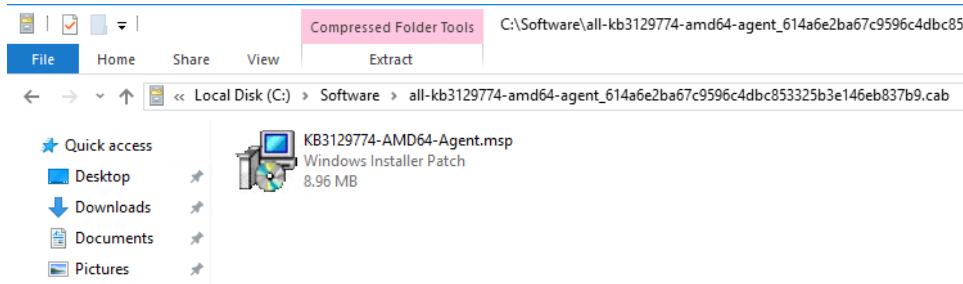 Compressed Folder Tools
C:\Software\all-kb3129774-amd64-agent_614a6e2ba67c9596c4dbc85
File Home Share View Extract
« Local Disk (C:) › Software › all-kb3129774-amd64-agent_614a6e2ba67c9596c4dbc853325b3e146eb837b9.cab
Quick access
Desktop
Downloads
Documents
Pictures
KB3129774-AMD64-Agent.msp
Windows Installer Patch
8.96 MB